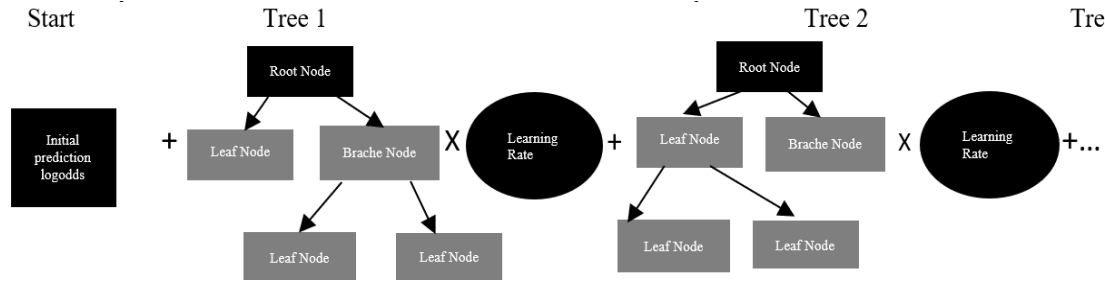 Start
Tree 1
Tree 2
Tre
Root Node
Root Node
Initial
prediction
logodds
+
Leaf Node
Brache Node
X
Learning
Rate
+
Leaf Node
Brache Node
X
Learning
Rate
+...
Leaf Node
Leaf Node
Leaf Node
Leaf Node